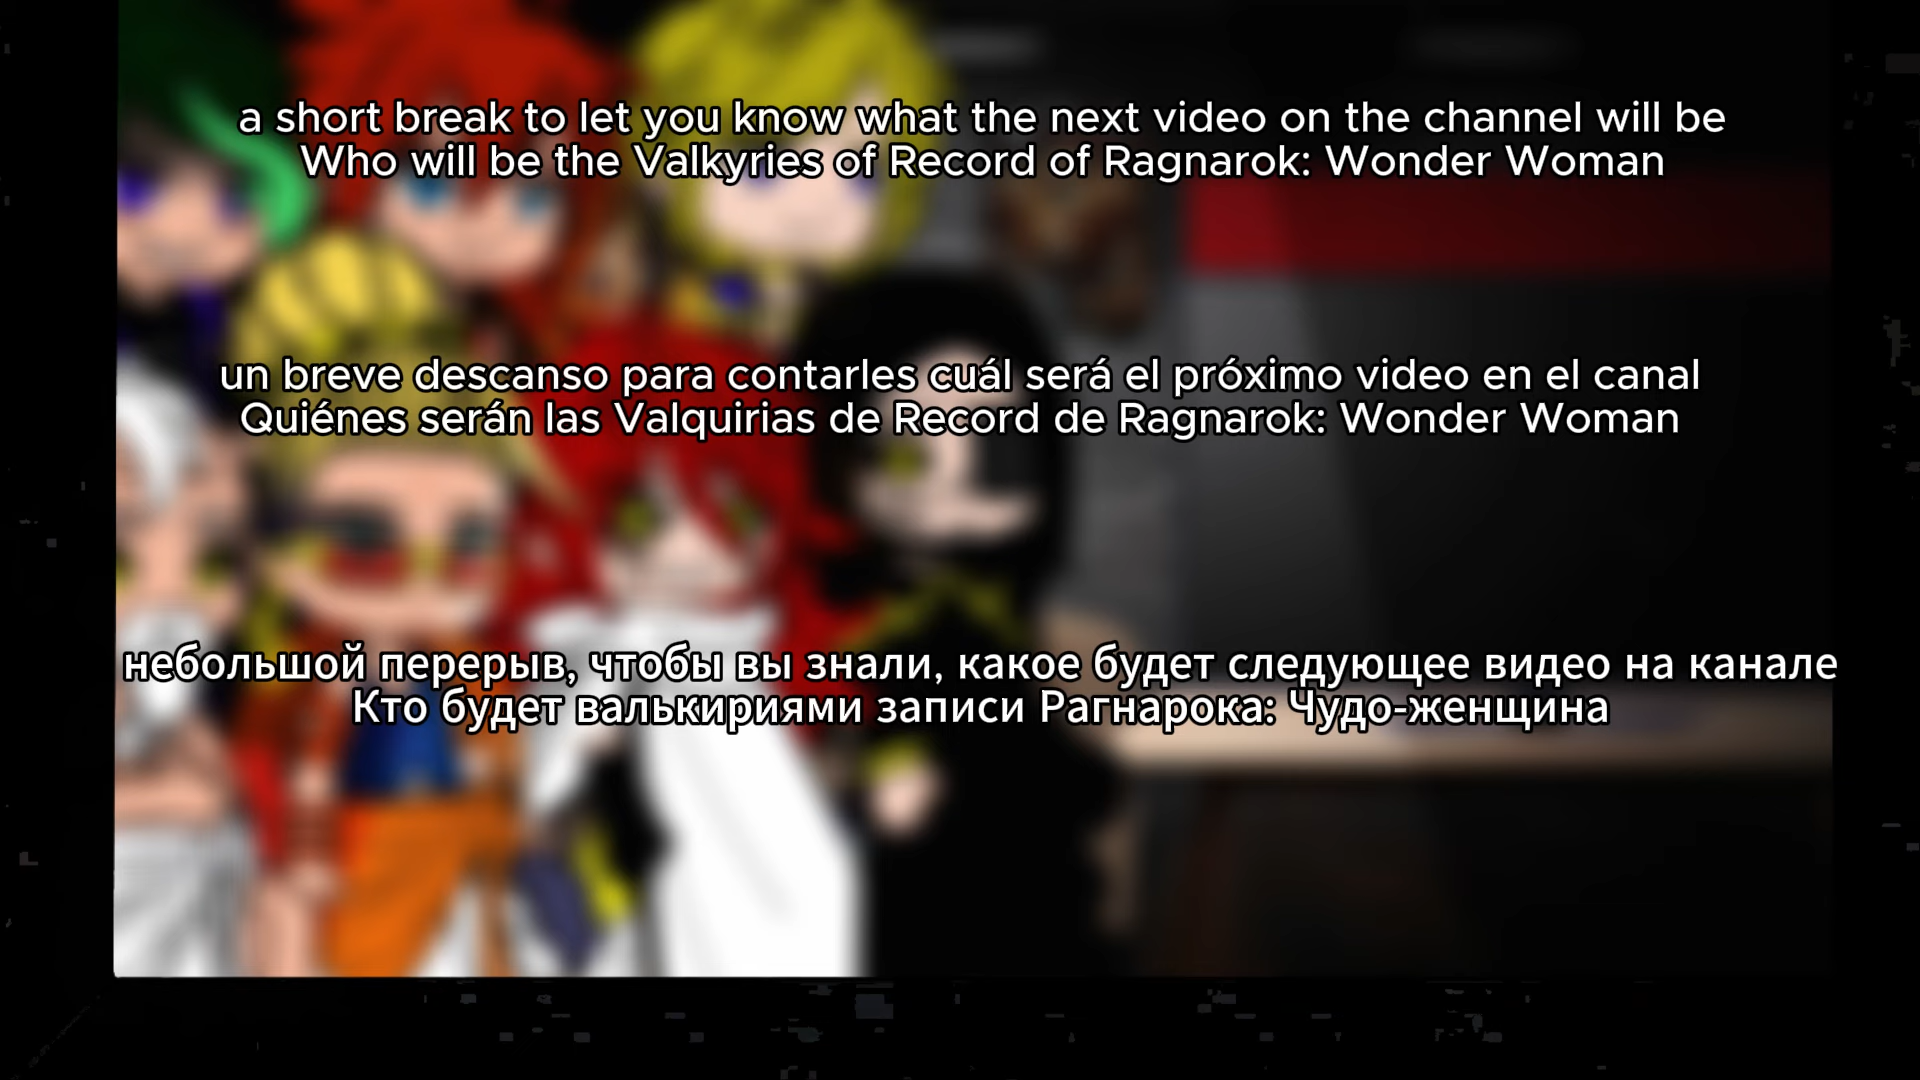 a short break to let you know what the next video on the channel will be
Who will be the Valkyries of Record of Ragnarok: Wonder Woman
un breve descanso para contarles cuál será el próximo video en el canal
Quiénes serán las Valquirias de Record de Ragnarok: Wonder Woman
небольшой перерыв, чтобы вы знали, какое будет следующее видео на канале
Кто будет валькириями записи Рагнарока: Чудо-женщина